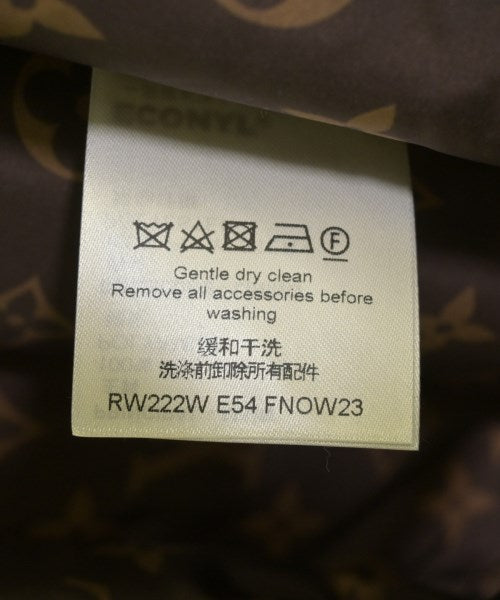 ECONYL®
F
Gentle dry clean
Remove all accessories before
washing
缓和干洗
洗涤前卸除所有配件
RW222W E54 FNOW23